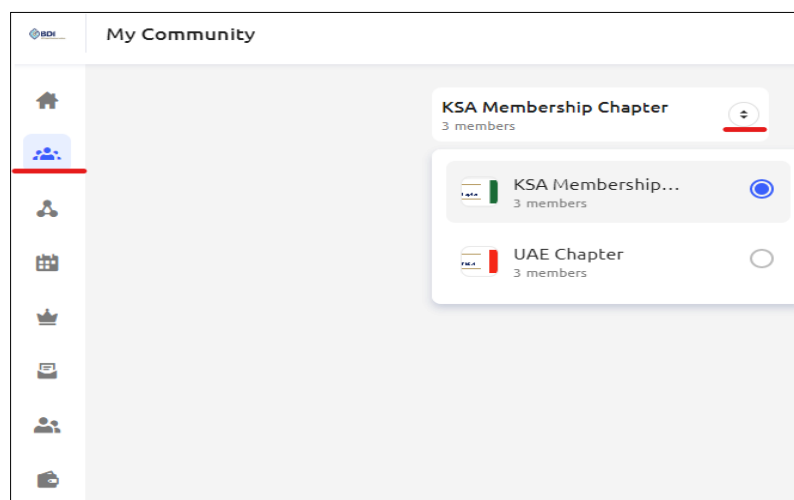 BDI
My Community
KSA Membership Chapter
3 members
KSA Membership...
3 members
UAE Chapter
3 members